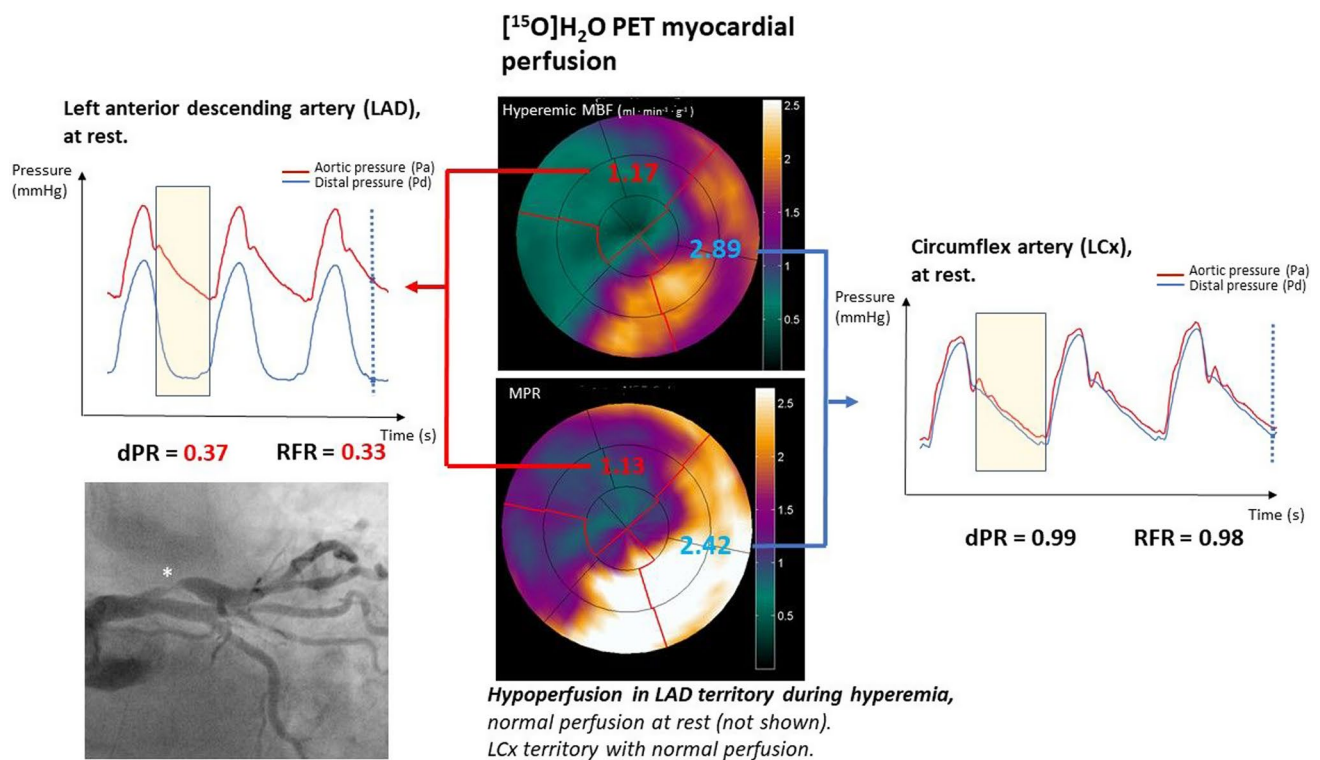 [¹⁵O]H₂O PET myocardial
perfusion
Left anterior descending artery (LAD),
at rest.
Pressure
(mmHg)
Aortic pressure (Pa)
Distal pressure (Pd)
Time (s)
dPR = 0.37 RFR = 0.33
*
Hyperemic MBF (ml · min⁻¹ · g⁻¹)
1.17
2.89
2.5
2
1.5
1
0.5
MPR
1.13
2.42
2.5
2
1.5
1
0.5
Hypoperfusion in LAD territory during hyperemia,
normal perfusion at rest (not shown).
LCx territory with normal perfusion.
Circumflex artery (LCx),
at rest.
Pressure
(mmHg)
Aortic pressure (Pa)
Distal pressure (Pd)
Time (s)
dPR = 0.99 RFR = 0.98